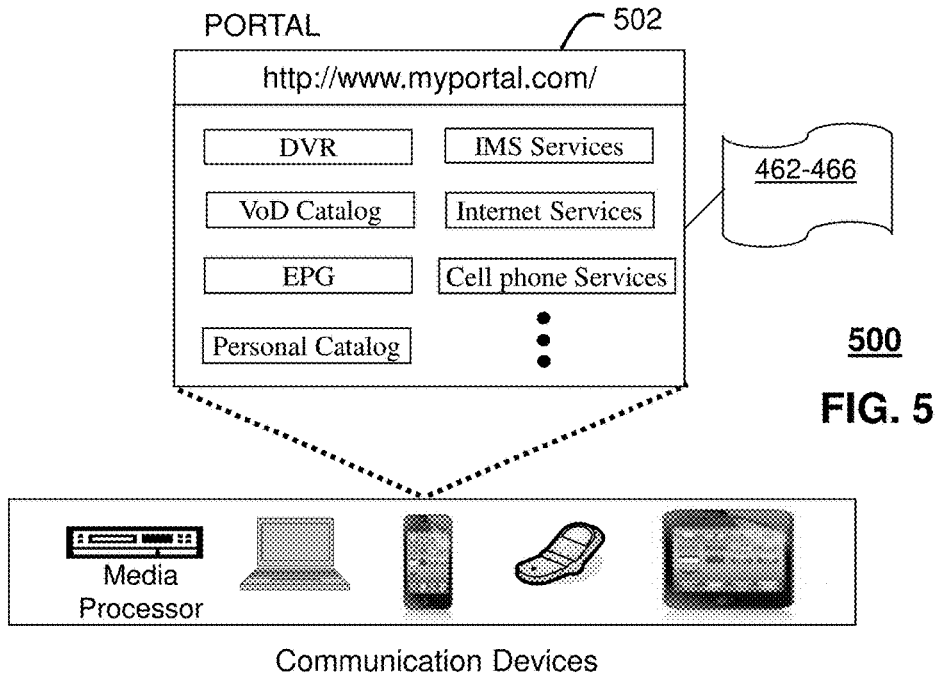 PORTAL
502
http://www.myportal.com/
DVR
IMS Services
VoD Catalog
Internet Services
EPG
Cell phone Services
Personal Catalog
462-466
500
FIG. 5
Media
Processor
Communication Devices